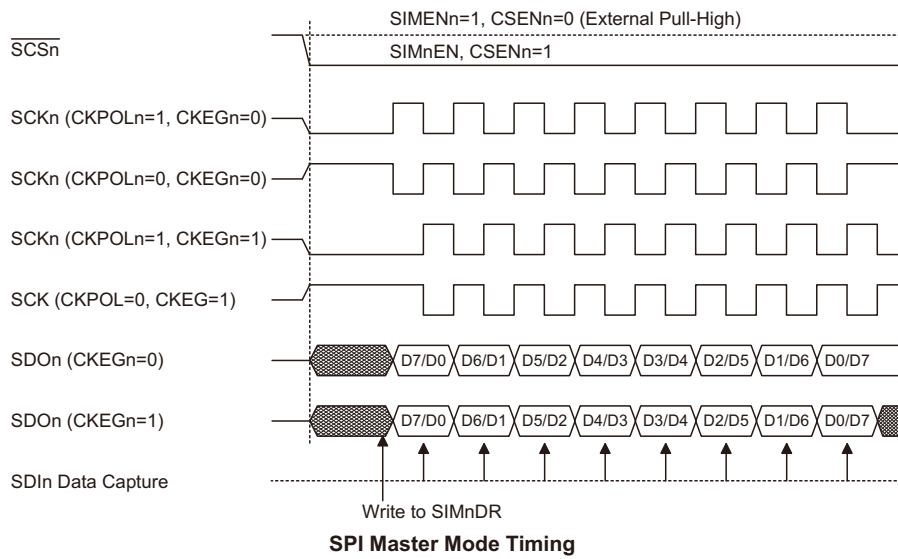 SIMENn=1, CSENn=0 (External Pull-High)
SCSn
SIMnEN, CSENn=1
SCKn (CKPOLn=1, CKEGn=0)
SCKn (CKPOLn=0, CKEGn=0)
SCKn (CKPOLn=1, CKEGn=1)
SCK (CKPOL=0, CKEG=1)
SDOn (CKEGn=0) D7/D0 D6/D1 D5/D2 D4/D3 D3/D4 D2/D5 D1/D6 D0/D7
SDOn (CKEGn=1) D7/D0 D6/D1 D5/D2 D4/D3 D3/D4 D2/D5 D1/D6 D0/D7
SDIn Data Capture
Write to SIMnDR
SPI Master Mode Timing